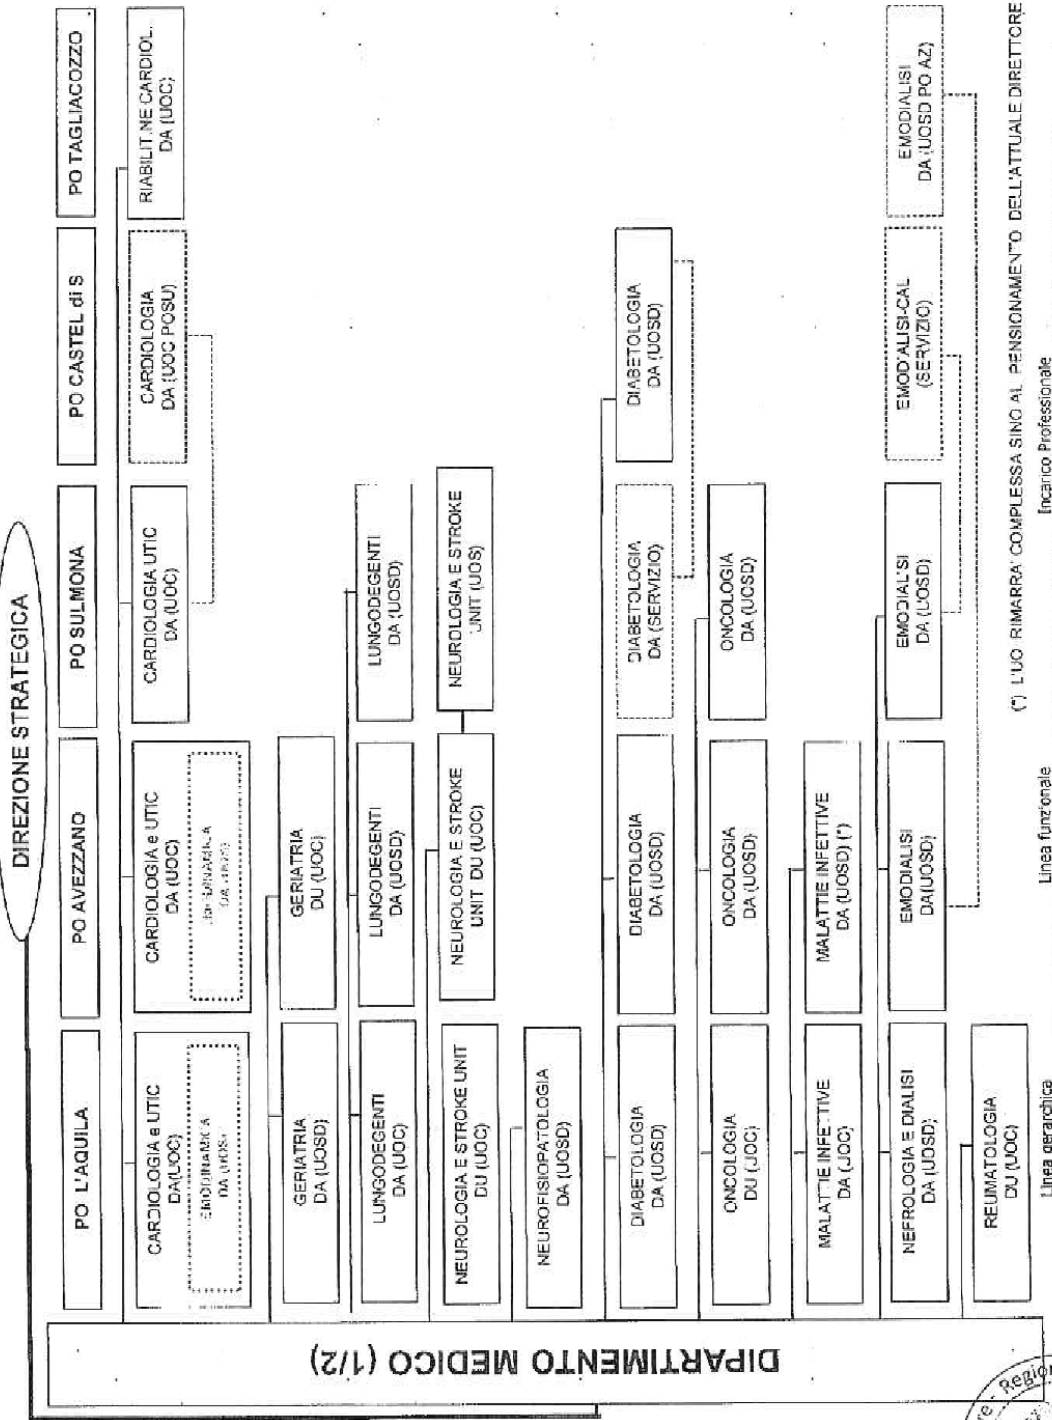 DIREZIONE STRATEGICA
DIPARTIMENTO MEDICO (1/2)
PO L'AQUILA
PO AVEZZANO
PO SULMONA
PO CASTEL di S
PO TAGLIACOZZO
CARDIOLOGIA e UTIC
DA(UOC)
EMODINAMICA
CARDIOLOGIA e UTIC
DA (UOC)
CARDIOLOGIA UTIC
DA (UOC)
CARDIOLOGIA
DA (UOC POSU)
RIABILIT.NE CARDIOL.
DA (UOC)
GERIATRIA
DA (UOSD)
GERIATRIA
DU (UOC)
LUNGODEGENTI
DA (UOC)
LUNGODEGENTI
DA (UOSD)
LUNGODEGENTI
DA (UOSD)
NEUROLOGIA E STROKE UNIT
DU (UOC)
NEUROLOGIA E STROKE
UNIT DU (UOC)
NEUROLOGIA E STROKE
UNIT (UOS)
NEUROFISIOPATOLOGIA
DA (UOSD)
DIABETOLOGIA
DA (UOSD)
DIABETOLOGIA
DA (UOSD)
DIABETOLOGIA
DA (SERVIZIO)
DIABETOLOGIA
DA (UOSD)
ONCOLOGIA
DU (UOC)
ONCOLOGIA
DA (UOSD)
ONCOLOGIA
DA (UOSD)
MALATTIE INFETTIVE
DA (UOC)
MALATTIE INFETTIVE
DA (UOSD) (*)
NEFROLOGIA E DIALISI
DA (UOSD)
EMODIALISI
DA(UOSD)
EMODIALISI
DA (UOSD)
EMODIALISI-CAL
(SERVIZIO)
EMODIALISI
DA (UOSD PO AZ)
REUMATOLOGIA
DU (UOC)
(*) L'UO RIMARRA' COMPLESSA SINO AL PENSIONAMENTO DELL'ATTUALE DIRETTORE
Linea gerarchica
Linea funzionale
Incarico Professionale